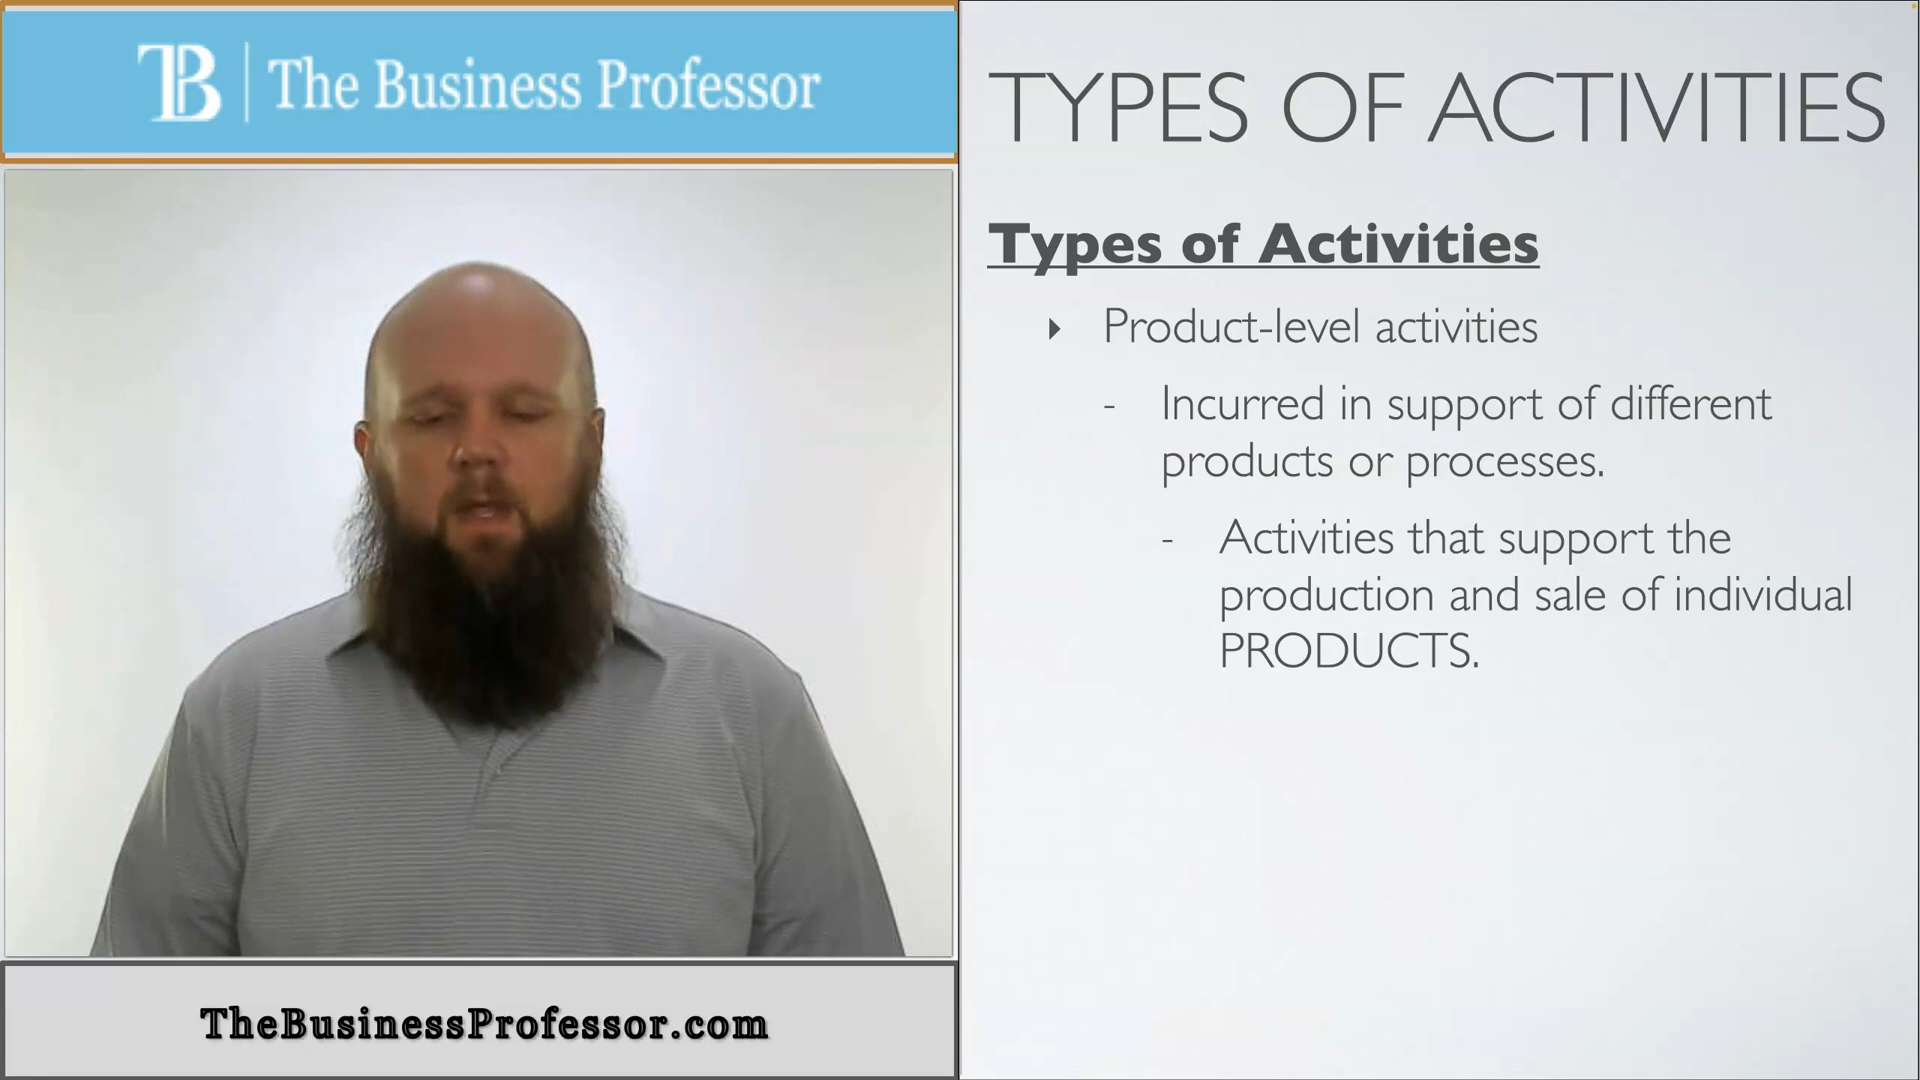 TB | The Business Professor
TheBusinessProfessor.com
TYPES OF ACTIVITIES
Types of Activities
‣ Product-level activities
- Incurred in support of different
products or processes.
- Activities that support the
production and sale of individual
PRODUCTS.